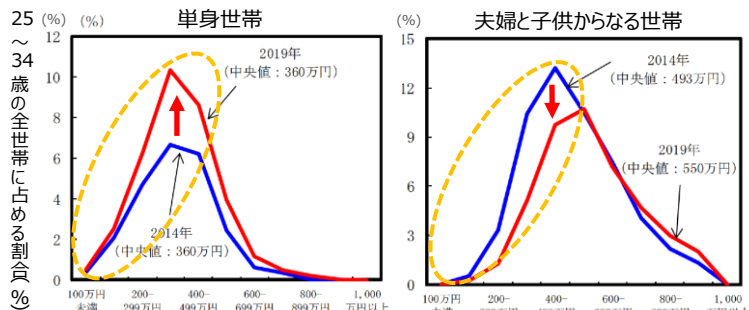 25～34歳の全世帯に占める割合（％）
(%)
単身世帯
(%)
12
10
8
6
4
2
0
2019年
（中央値：360万円）
2014年
（中央値：360万円）
100万円
未満
200−
299万円
400−
499万円
600−
699万円
800−
899万円
1,000
万円以上
(%)
夫婦と子供からなる世帯
15
12
9
6
3
0
2014年
（中央値：493万円）
2019年
（中央値：550万円）
100万円
200−
400−
600−
800−
1,000